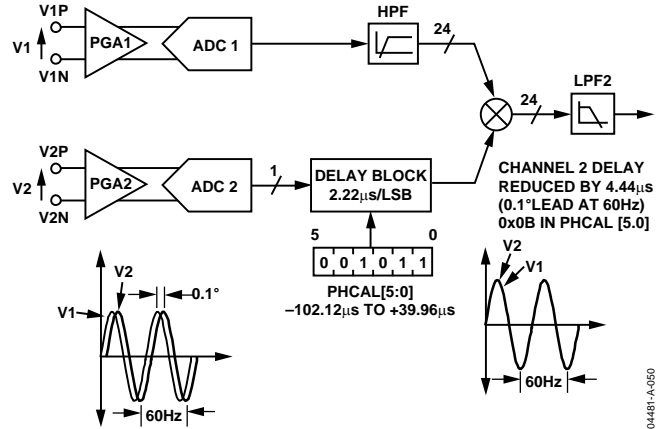 V1P
V1
V1N
PGA1
ADC 1
HPF
24
24
LPF2
V2P
V2
V2N
PGA2
ADC 2
1
DELAY BLOCK
2.22µs/LSB
CHANNEL 2 DELAY
REDUCED BY 4.44µs
(0.1°LEAD AT 60Hz)
0x0B IN PHCAL [5.0]
5 0
0 0 1 0 1 1
PHCAL[5:0]
–102.12µs TO +39.96µs
V2
V1
0.1°
60Hz
V2
V1
60Hz
04481-A-050